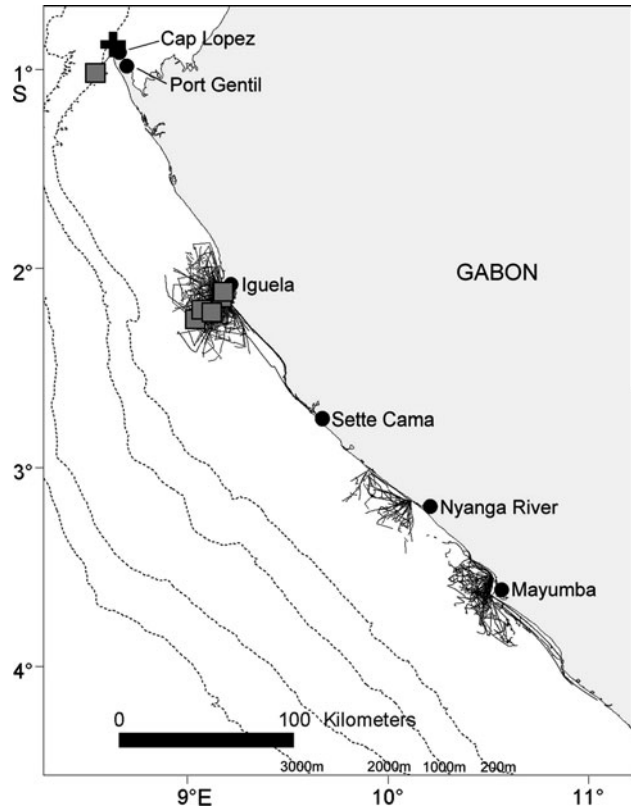 Cap Lopez
1°
S
Port Gentil
2°
Iguela
GABON
Sette Cama
3°
Nyanga River
Mayumba
4°
0 100 Kilometers
3000m 2000m 1000m 200m
9°E 10° 11°